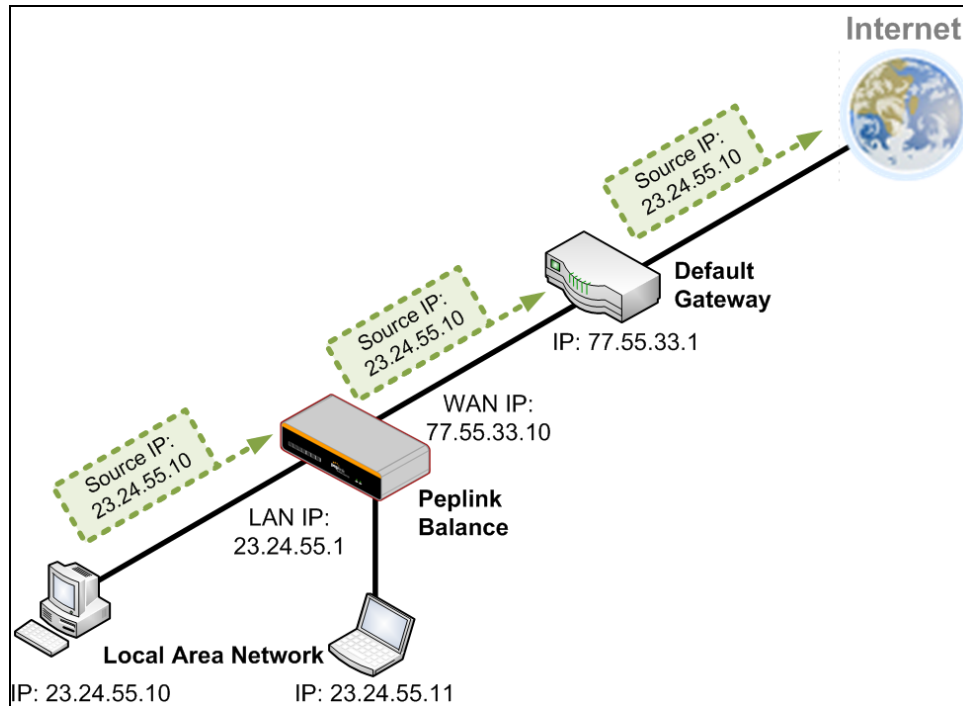 Internet
Source IP:
23.24.55.10
Default
Gateway
IP: 77.55.33.1
Source IP:
23.24.55.10
WAN IP:
77.55.33.10
Source IP:
23.24.55.10
Peplink
Balance
LAN IP:
23.24.55.1
Local Area Network
IP: 23.24.55.10
IP: 23.24.55.11